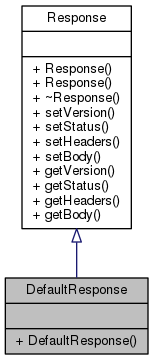 Response
+ Response()
+ Response()
+ ~Response()
+ setVersion()
+ setStatus()
+ setHeaders()
+ setBody()
+ getVersion()
+ getStatus()
+ getHeaders()
+ getBody()
DefaultResponse
+ DefaultResponse()